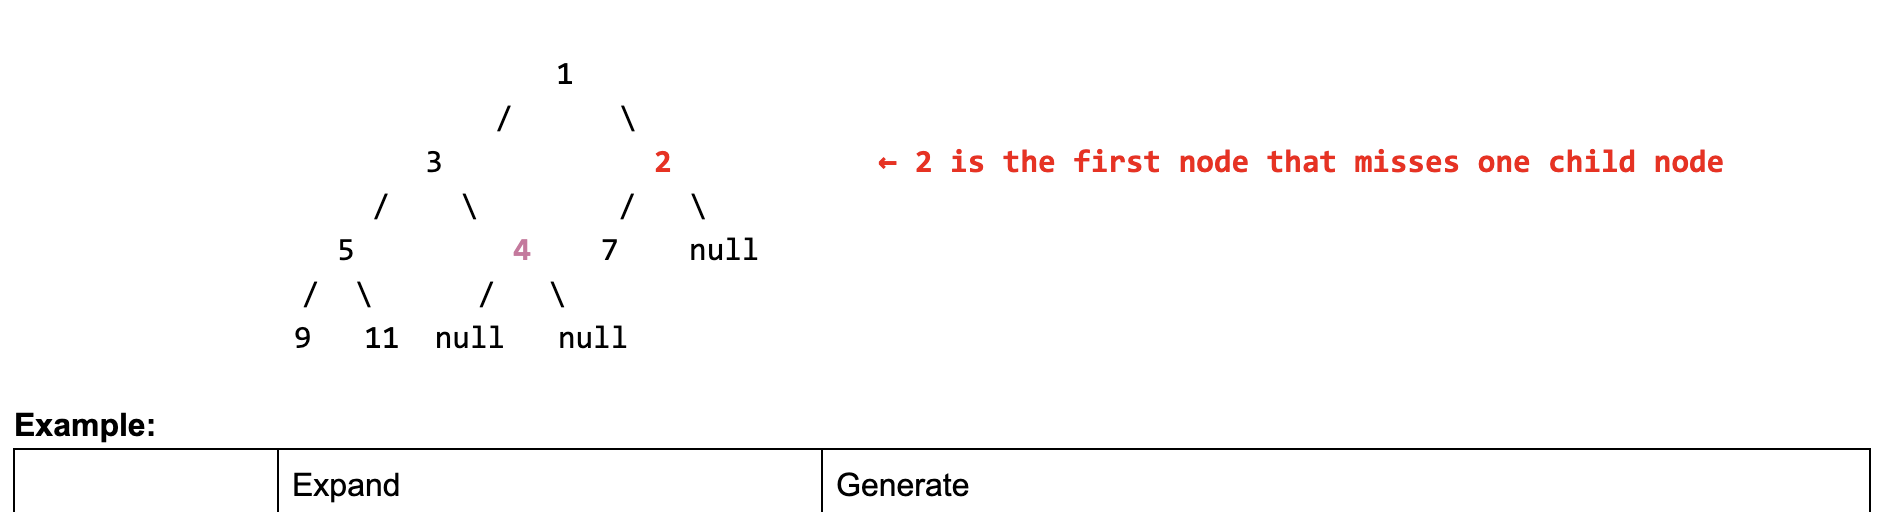 1
/ \
3 2 ← 2 is the first node that misses one child node
/ \ / \
5 4 7 null
/ \ / \
9 11 null null
Example:
Expand Generate